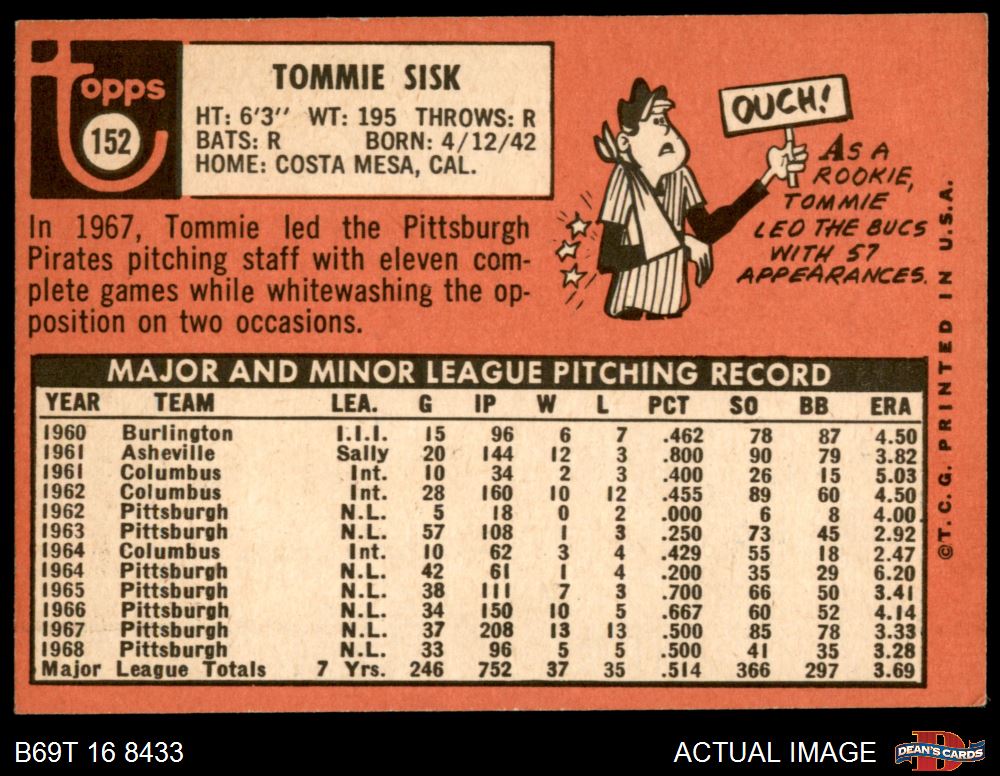 topps
152
TOMMIE SISK
HT: 6'3" WT: 195 THROWS: R
BATS: R BORN: 4/12/42
HOME: COSTA MESA, CAL.
In 1967, Tommie led the Pittsburgh
Pirates pitching staff with eleven com-
plete games while whitewashing the op-
position on two occasions.
OUCH!
AS A
ROOKIE,
TOMMIE
LED THE BUCS
WITH 57
APPEARANCES.
©T. C. G. PRINTED IN U.S.A.
MAJOR AND MINOR LEAGUE PITCHING RECORD
YEAR TEAM LEA. G IP W L PCT SO BB ERA
1960 Burlington I.I.I. 15 96 6 7 .462 78 87 4.50
1961 Asheville Sally 20 144 12 3 .800 90 79 3.82
1961 Columbus Int. 10 34 2 3 .400 26 15 5.03
1962 Columbus Int. 28 160 10 12 .455 89 60 4.50
1962 Pittsburgh N.L. 5 18 0 2 .000 6 8 4.00
1963 Pittsburgh N.L. 57 108 1 3 .250 73 45 2.92
1964 Columbus Int. 10 62 3 4 .429 55 18 2.47
1964 Pittsburgh N.L. 42 61 1 4 .200 35 29 6.20
1965 Pittsburgh N.L. 38 111 7 3 .700 66 50 3.41
1966 Pittsburgh N.L. 34 150 10 5 .667 60 52 4.14
1967 Pittsburgh N.L. 37 208 13 13 .500 85 78 3.33
1968 Pittsburgh N.L. 33 96 5 5 .500 41 35 3.28
Major League Totals 7 Yrs. 246 752 37 35 .514 366 297 3.69
B69T 16 8433
ACTUAL IMAGE
DEAN'S CARDS